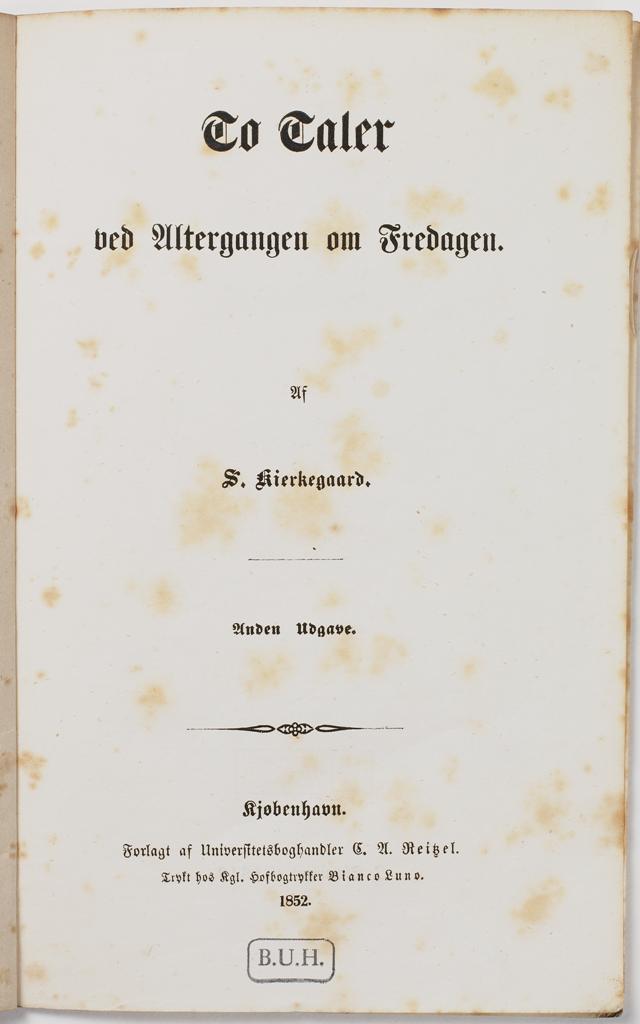 To Taler
ved Altergangen om Fredagen.
Af
S. Kierkegaard.
Anden Udgave.
Kjøbenhavn.
Forlagt af Universitetsboghandler C. A. Reitzel.
Trykt hos Kgl. Hofbogtrykker Bianco Luno.
1852.
B.U.H.